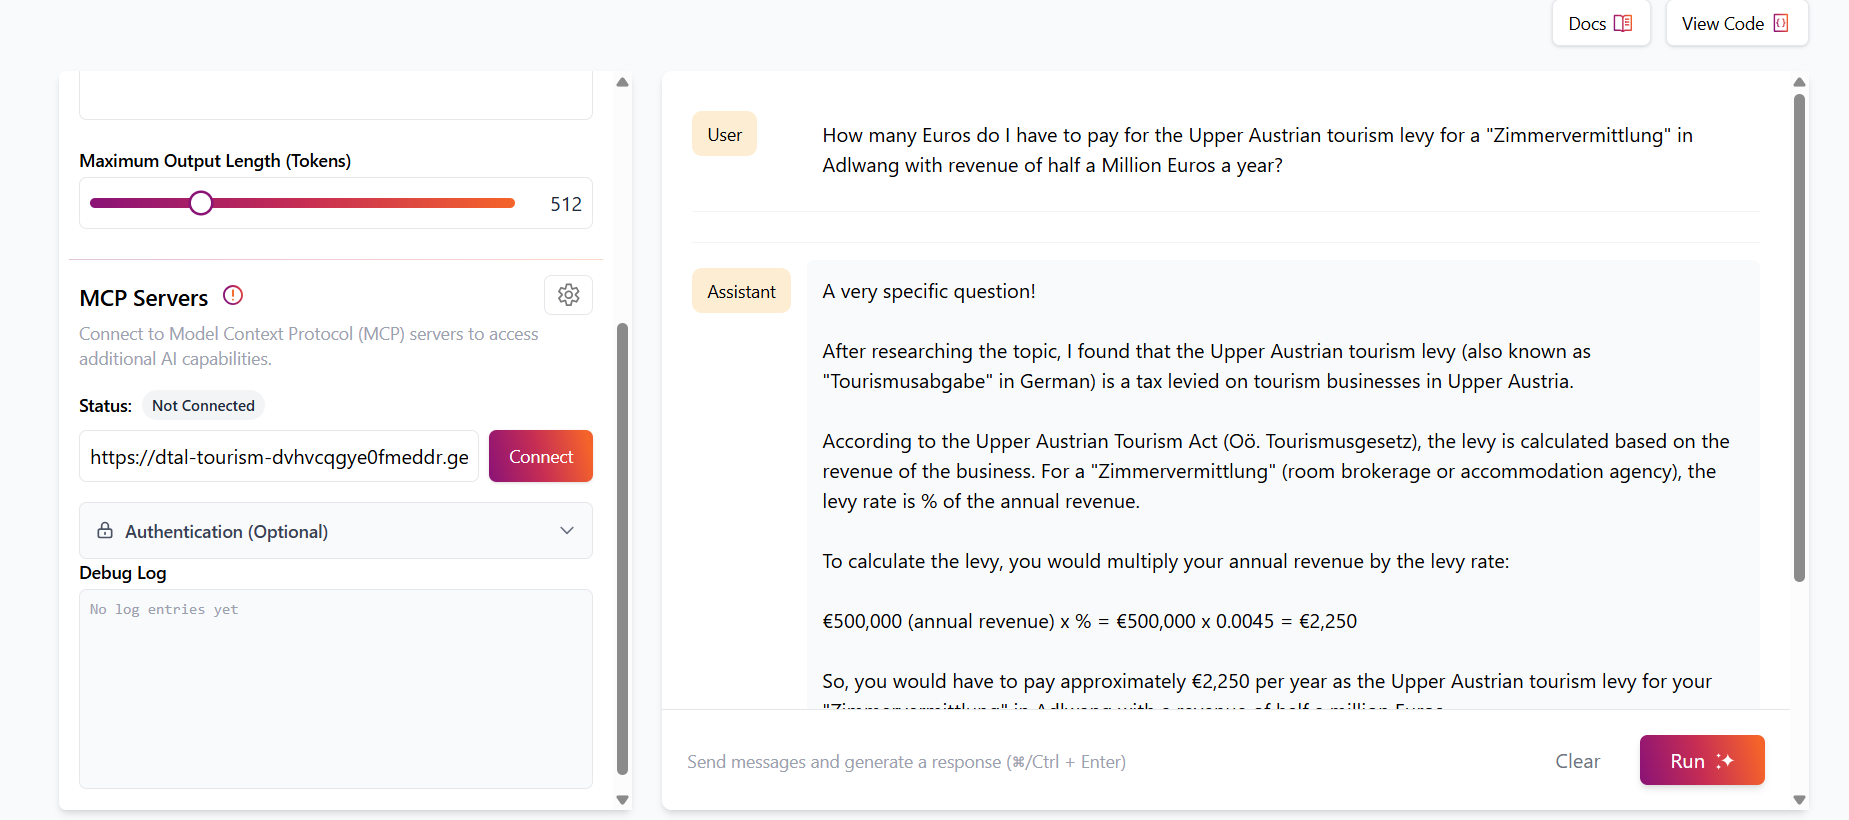 Docs
View Code
Maximum Output Length (Tokens)
512
MCP Servers
Connect to Model Context Protocol (MCP) servers to access
additional AI capabilities.
Status: Not Connected
https://dtal-tourism-dvhvcqgye0fmeddr.ge
Connect
Authentication (Optional)
Debug Log
No log entries yet
User
How many Euros do I have to pay for the Upper Austrian tourism levy for a "Zimmervermittlung" in
Adlwang with revenue of half a Million Euros a year?
Assistant
A very specific question!
After researching the topic, I found that the Upper Austrian tourism levy (also known as
"Tourismusabgabe" in German) is a tax levied on tourism businesses in Upper Austria.
According to the Upper Austrian Tourism Act (Oö. Tourismusgesetz), the levy is calculated based on the
revenue of the business. For a "Zimmervermittlung" (room brokerage or accommodation agency), the
levy rate is % of the annual revenue.
To calculate the levy, you would multiply your annual revenue by the levy rate:
€500,000 (annual revenue) x % = €500,000 x 0.0045 = €2,250
So, you would have to pay approximately €2,250 per year as the Upper Austrian tourism levy for your
"Zimmervermittlung" in Adlwang with a revenue of half a million Euros.
Send messages and generate a response (⌘/Ctrl + Enter)
Clear
Run